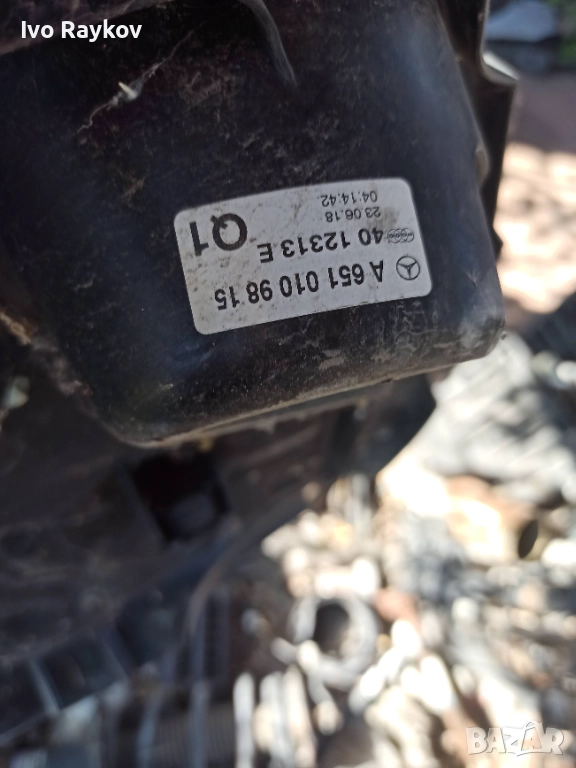 Ivo Raykov
A 651 010 98 15
40 12313 E
23.06.18
04:14:42
Q1
BAZAR